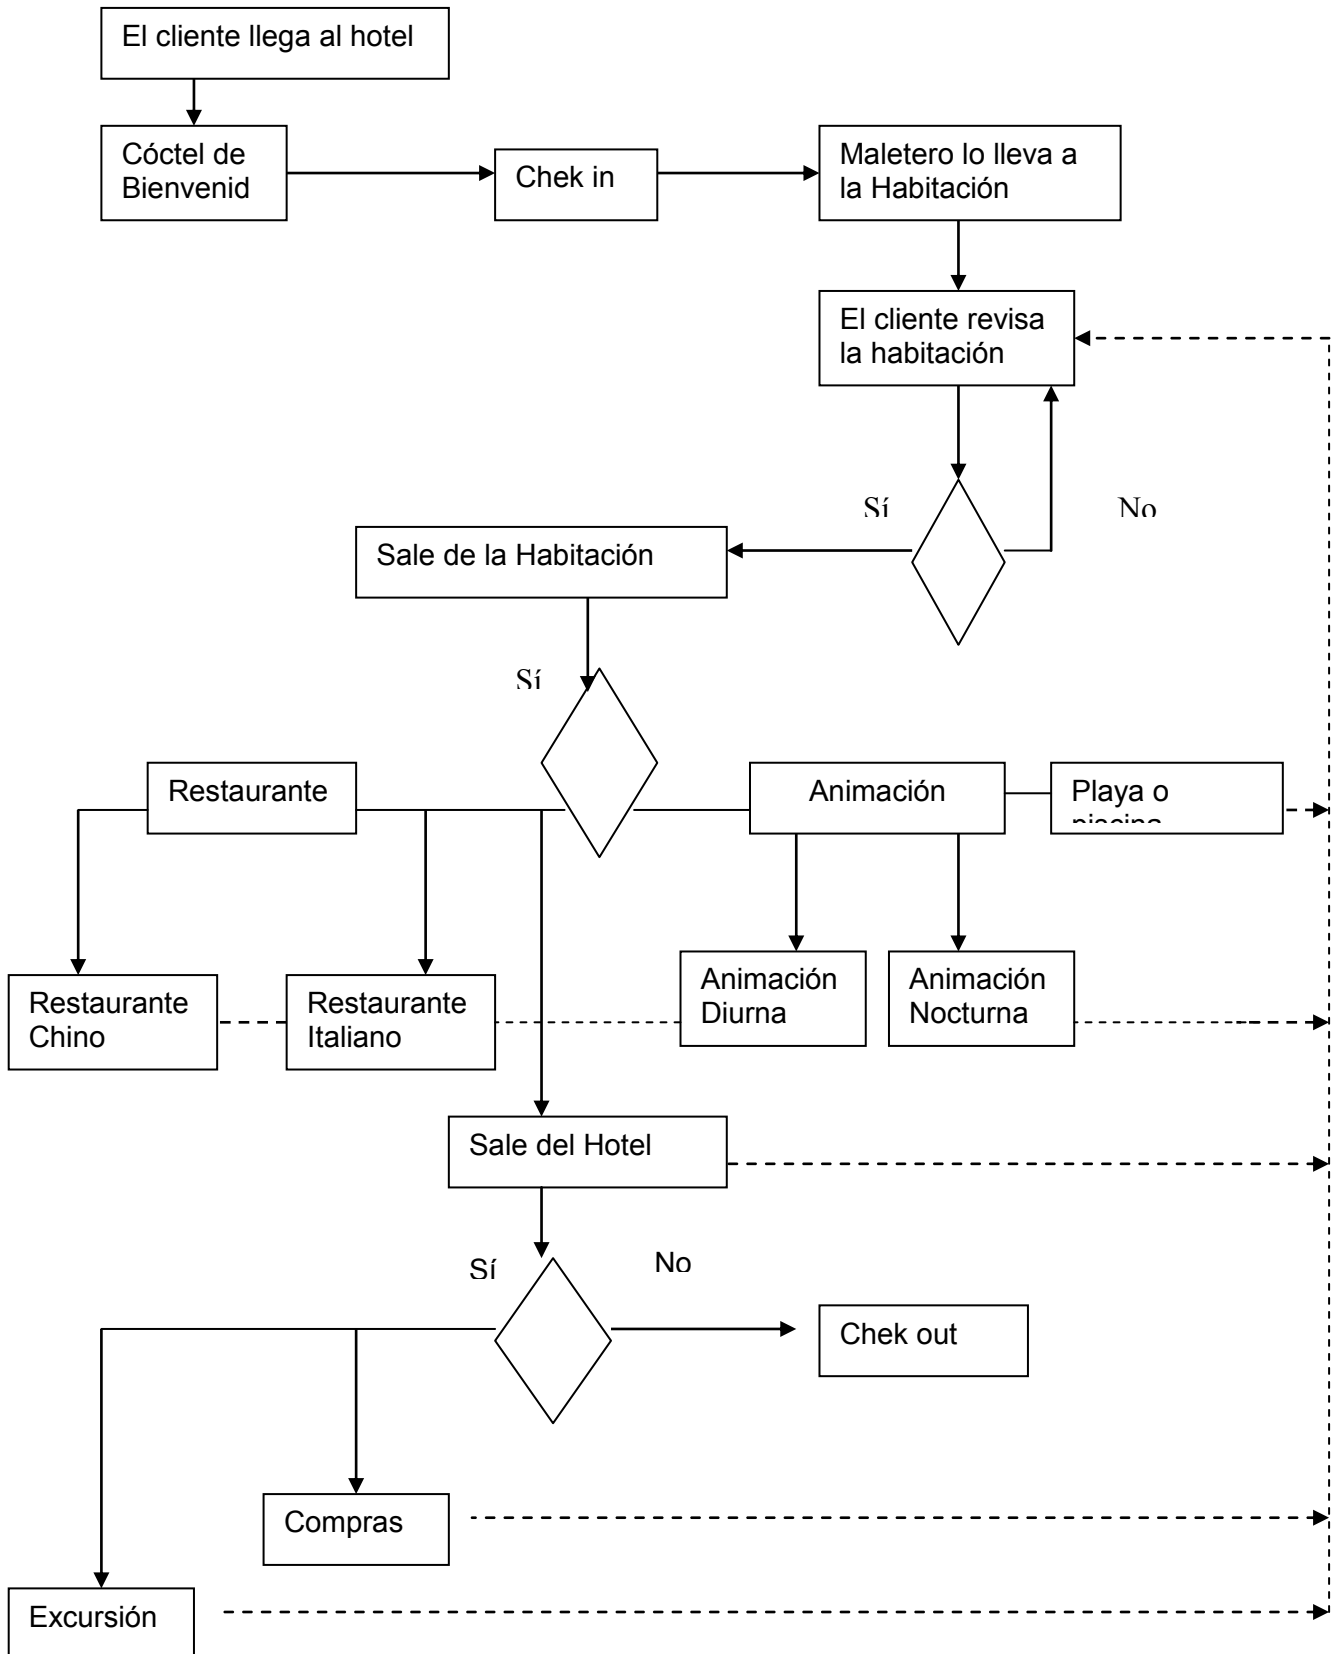 El cliente llega al hotel
Cóctel de
Bienvenid
Chek in
Maletero lo lleva a
la Habitación
El cliente revisa
la habitación
Sí
No
Sale de la Habitación
Sí
Restaurante
Animación
Playa o
piscina
Restaurante
Chino
Restaurante
Italiano
Animación
Diurna
Animación
Nocturna
Sale del Hotel
Sí
No
Chek out
Compras
Excursión